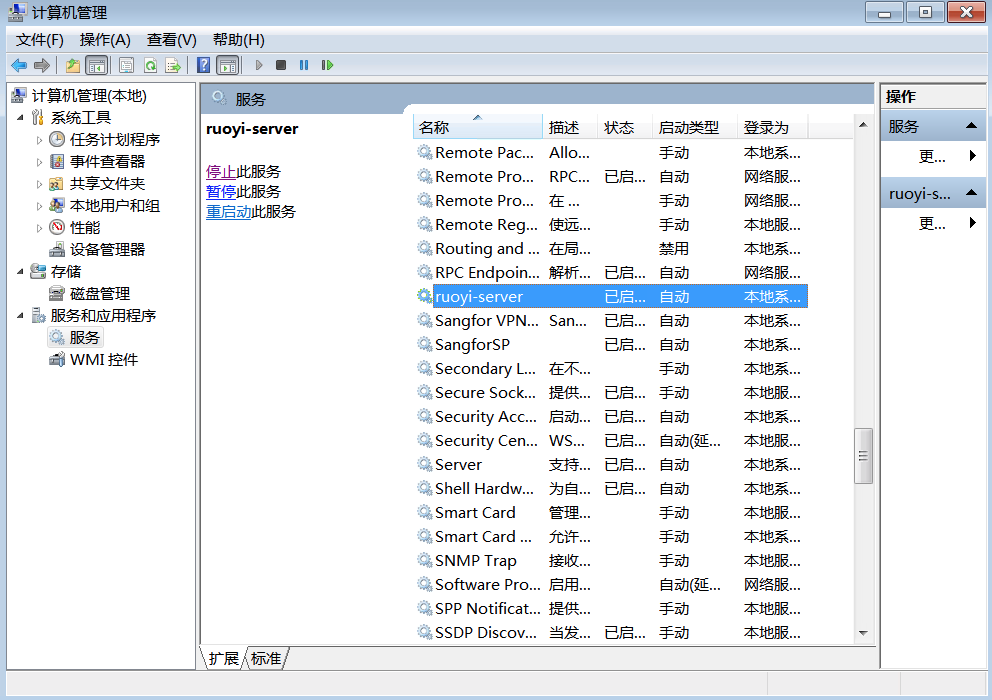 计算机管理
文件(F) 操作(A) 查看(V) 帮助(H)
计算机管理(本地)
系统工具
任务计划程序
事件查看器
共享文件夹
本地用户和组
性能
设备管理器
存储
磁盘管理
服务和应用程序
服务
WMI 控件
服务
ruoyi-server
停止此服务
暂停此服务
重启动此服务
名称 描述 状态 启动类型 登录为
Remote Pac... Allo... 手动 本地系...
Remote Pro... RPC... 已启... 自动 网络服...
Remote Pro... 在 ... 手动 网络服...
Remote Reg... 使远... 手动 本地服...
Routing and ... 在局... 禁用 本地系...
RPC Endpoin... 解析... 已启... 自动 网络服...
ruoyi-server 已启... 自动 本地系...
Sangfor VPN... San... 已启... 自动 本地系...
SangforSP 已启... 自动 本地系...
Secondary L... 在不... 手动 本地系...
Secure Sock... 提供... 已启... 自动 本地服...
Security Acc... 启动... 已启... 自动 本地系...
Security Cen... WS... 已启... 自动(延... 本地服...
Server 支持... 已启... 自动 本地系...
Shell Hardw... 为自... 已启... 自动 本地系...
Smart Card 管理... 手动 本地服...
Smart Card ... 允许... 手动 本地系...
SNMP Trap 接收... 手动 本地服...
Software Pro... 启用... 自动(延... 网络服...
SPP Notificat... 提供... 手动 本地服...
SSDP Discov... 当发... 已启... 手动 本地服...
扩展 标准
操作
服务
更...
ruoyi-s...
更...